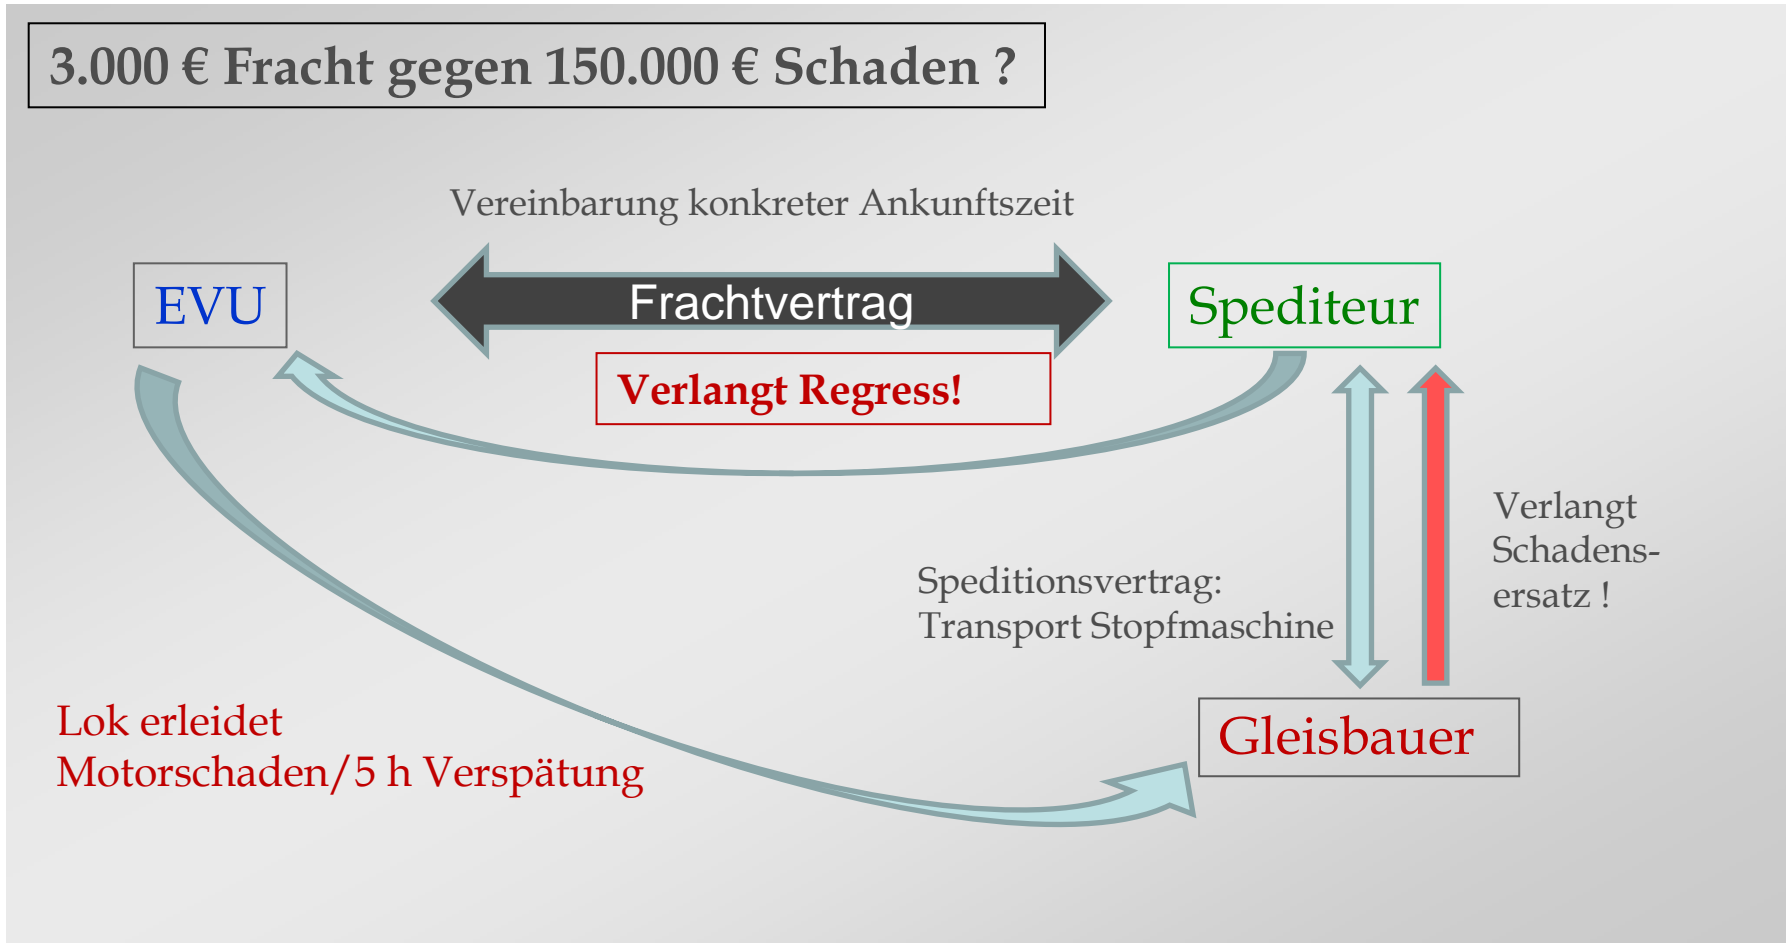 3.000 € Fracht gegen 150.000 € Schaden ?
Vereinbarung konkreter Ankunftszeit
EVU
Frachtvertrag
Spediteur
Verlangt Regress!
Verlangt
Schadens-
ersatz !
Speditionsvertrag:
Transport Stopfmaschine
Lok erleidet
Motorschaden/5 h Verspätung
Gleisbauer